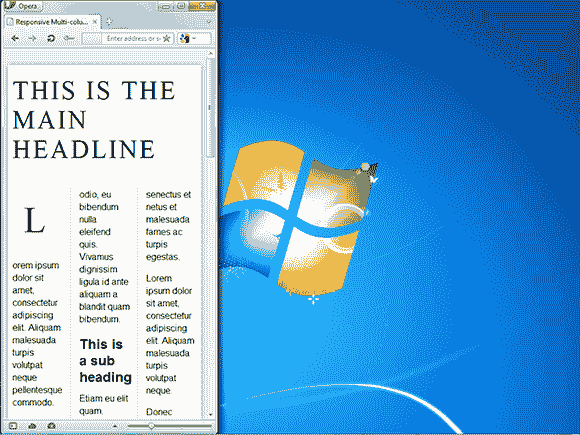 Opera
Responsive Multi-colu...
Enter address or s
THIS IS THE
MAIN
HEADLINE
L
orem ipsum
dolor sit
amet,
consectetur
adipiscing
elit. Aliquam
malesuada
turpis
volutpat
neque
pellentesque
commodo.
odio, eu
bibendum
nulla
eleifend
quis.
Vivamus
dignissim
ligula id ante
aliquam a
blandit quam
bibendum.
This is
a sub
heading
Etiam eu elit
quam.
senectus et
netus et
malesuada
fames ac
turpis
egestas.
Lorem
ipsum dolor
sit amet,
consectetur
adipiscing
elit. Aliquam
malesuada
turpis
volutpat
neque.
Donec